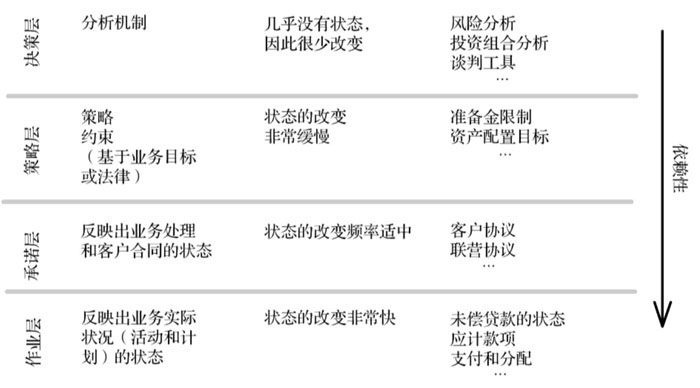 决策层
分析机制
几乎没有状态，
因此很少改变
风险分析
投资组合分析
谈判工具
…
策略层
策略
约束
（基于业务目标
或法律）
状态的改变
非常缓慢
准备金限制
资产配置目标
…
承诺层
反映出业务处理
和客户合同的状态
状态的改变频率适中
客户协议
联营协议
…
作业层
反映出业务实际
状况（活动和计
划）的状态
状态的改变非常快
未偿贷款的状态
应计款项
支付和分配
…
依赖性